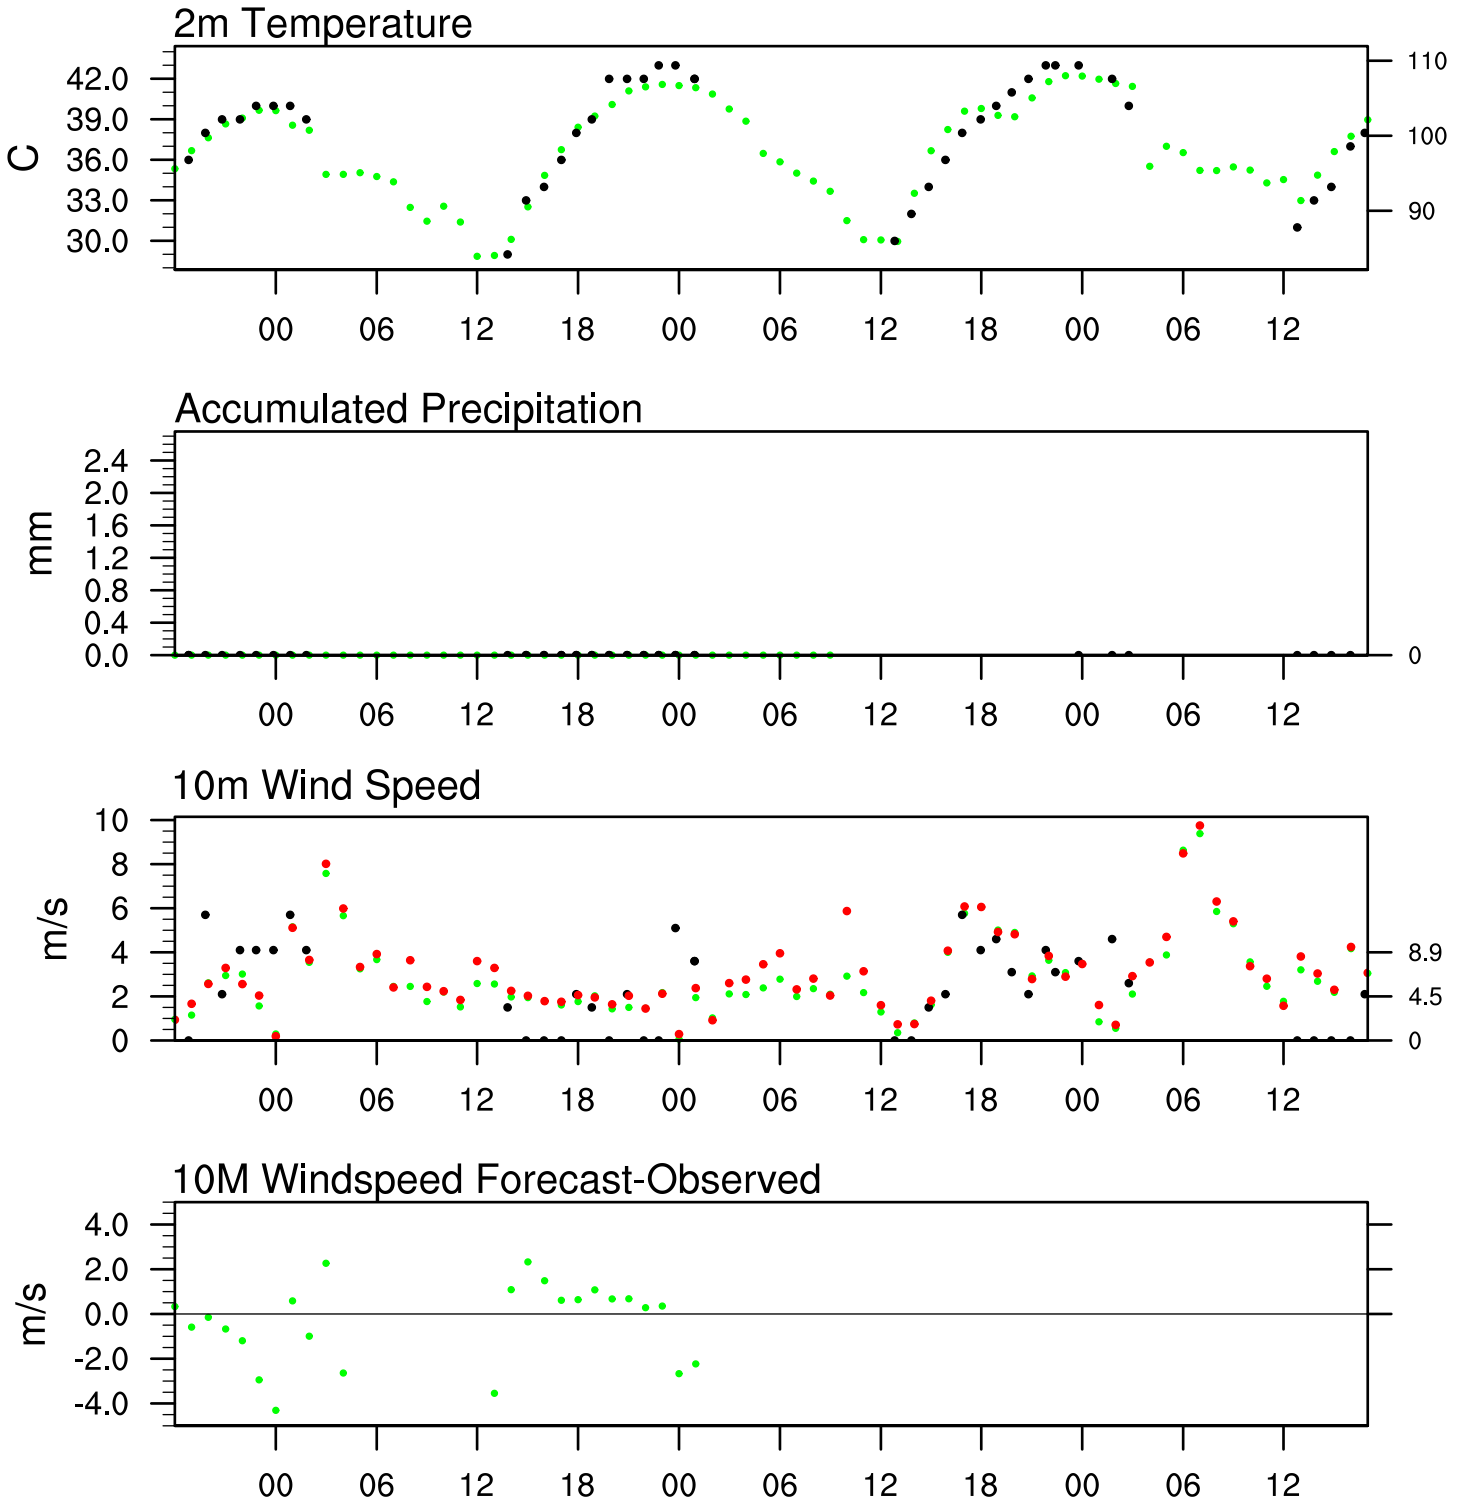 2m Temperature
42.0
39.0
36.0
33.0
30.0
C
110
100
90
00 06 12 18 00 06 12 18 00 06 12
Accumulated Precipitation
2.4
2.0
1.6
1.2
0.8
0.4
0.0
mm
0
00 06 12 18 00 06 12 18 00 06 12
10m Wind Speed
10
8
6
4
2
0
m/s
8.9
4.5
0
00 06 12 18 00 06 12 18 00 06 12
10M Windspeed Forecast-Observed
4.0
2.0
0.0
-2.0
-4.0
m/s
00 06 12 18 00 06 12 18 00 06 12